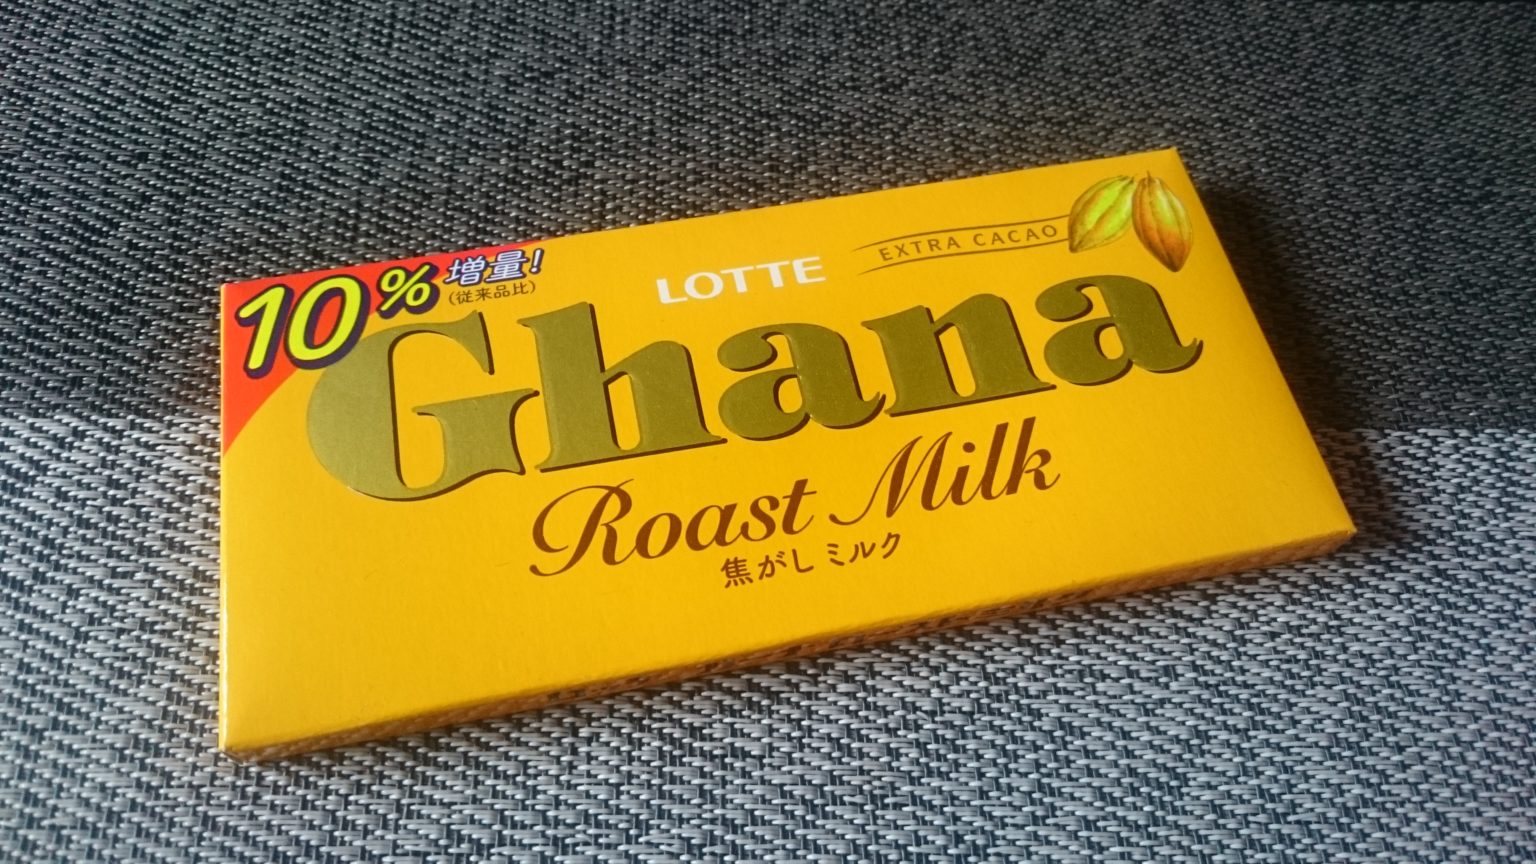 10%増量!
(従来品比)
LOTTE
EXTRA CACAO
Ghana
Roast Milk
焦がしミルク